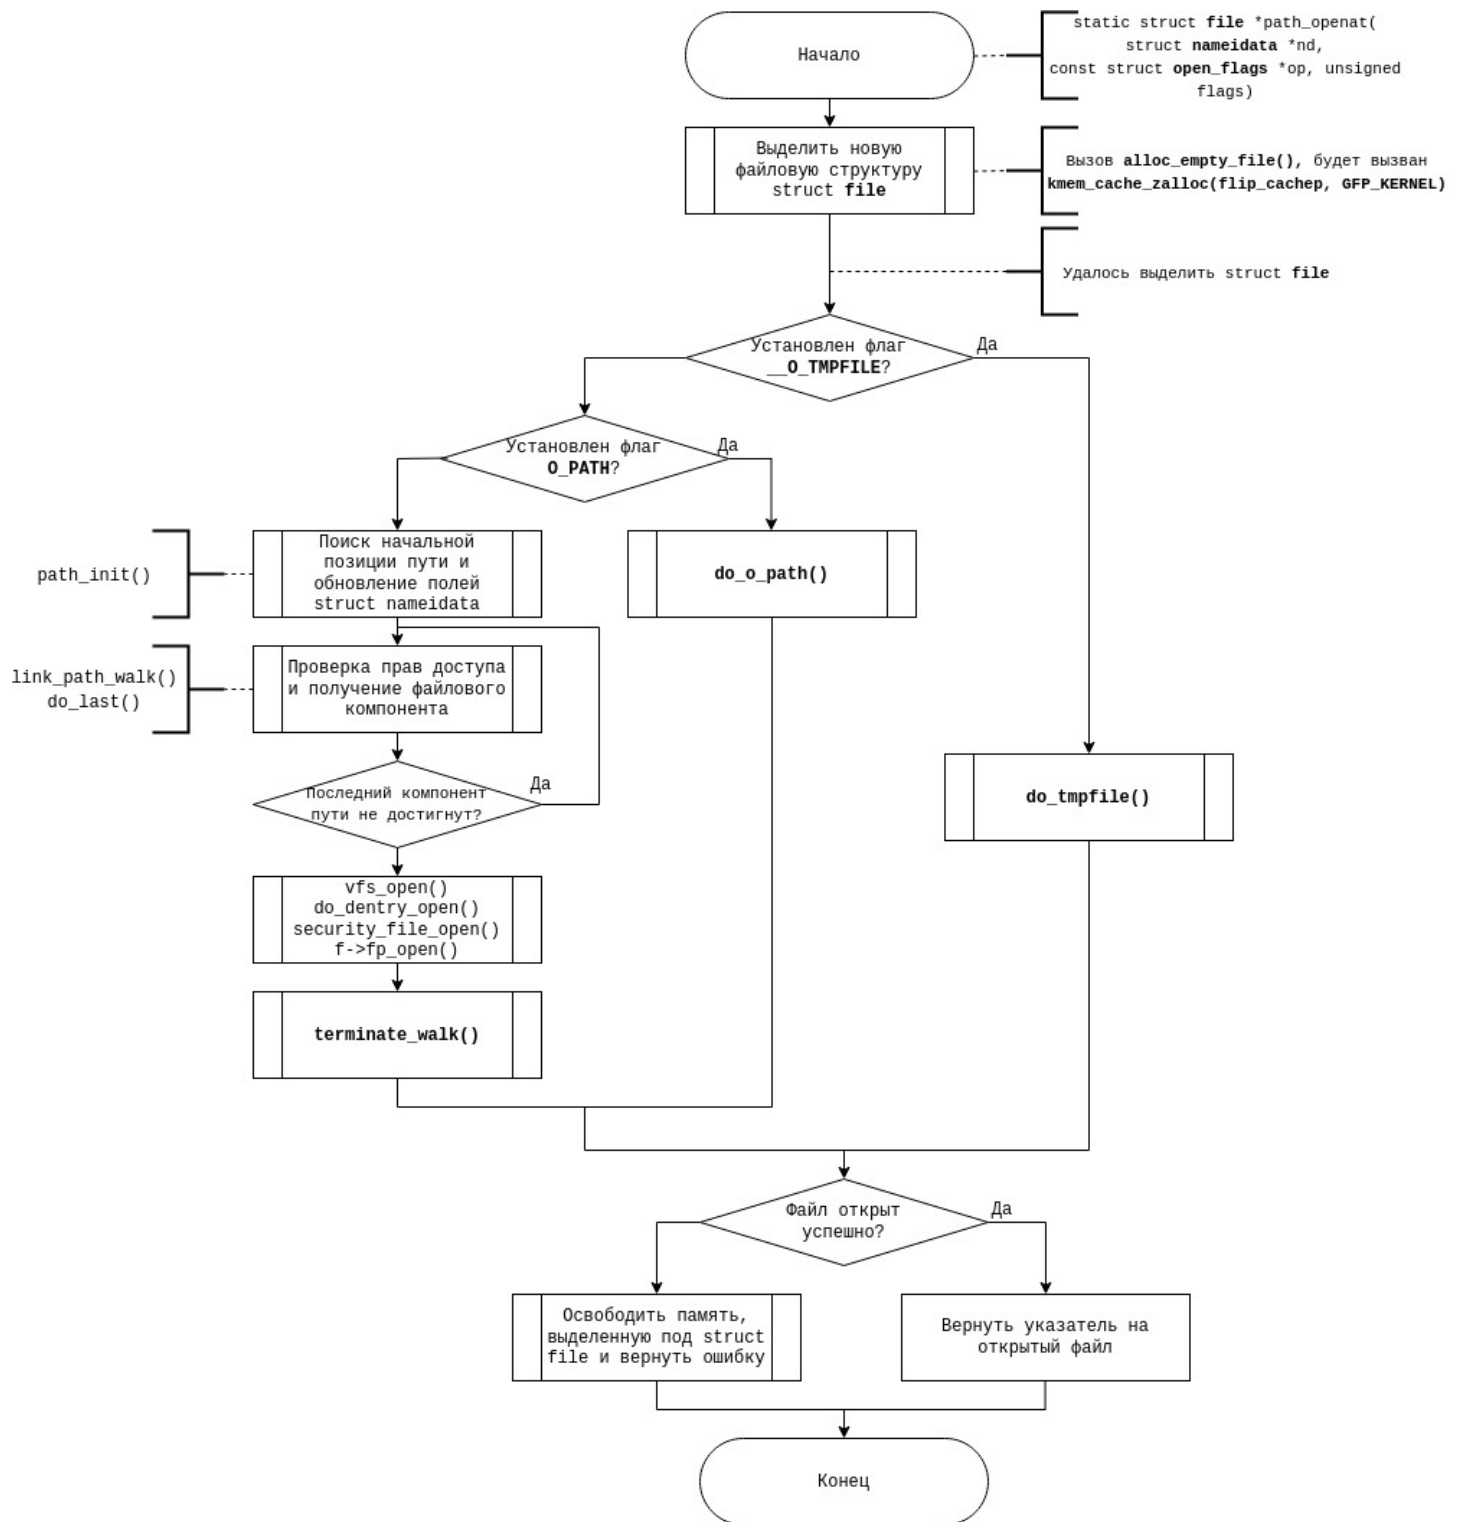 Начало
static struct file *path_openat(
struct nameidata *nd,
const struct open_flags *op, unsigned
flags)
Выделить новую
файловую структуру
struct file
Вызов alloc_empty_file(), будет вызван
kmem_cache_zalloc(flip_cachep, GFP_KERNEL)
Удалось выделить struct file
Установлен флаг
__O_TMPFILE?
Да
Установлен флаг
O_PATH?
Да
path_init()
Поиск начальной
позиции пути и
обновление полей
struct nameidata
do_o_path()
link_path_walk()
do_last()
Проверка прав доступа
и получение файлового
компонента
Последний компонент
пути не достигнут?
Да
do_tmpfile()
vfs_open()
do_dentry_open()
security_file_open()
f->fp_open()
terminate_walk()
Файл открыт
успешно?
Да
Освободить память,
выделенную под struct
file и вернуть ошибку
Вернуть указатель на
открытый файл
Конец